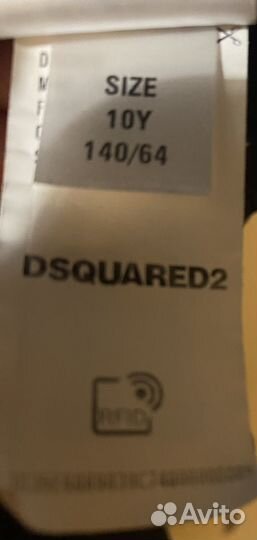 D
M
F
SIZE
10Y
140/64
DSQUARED2
RFID
Avito